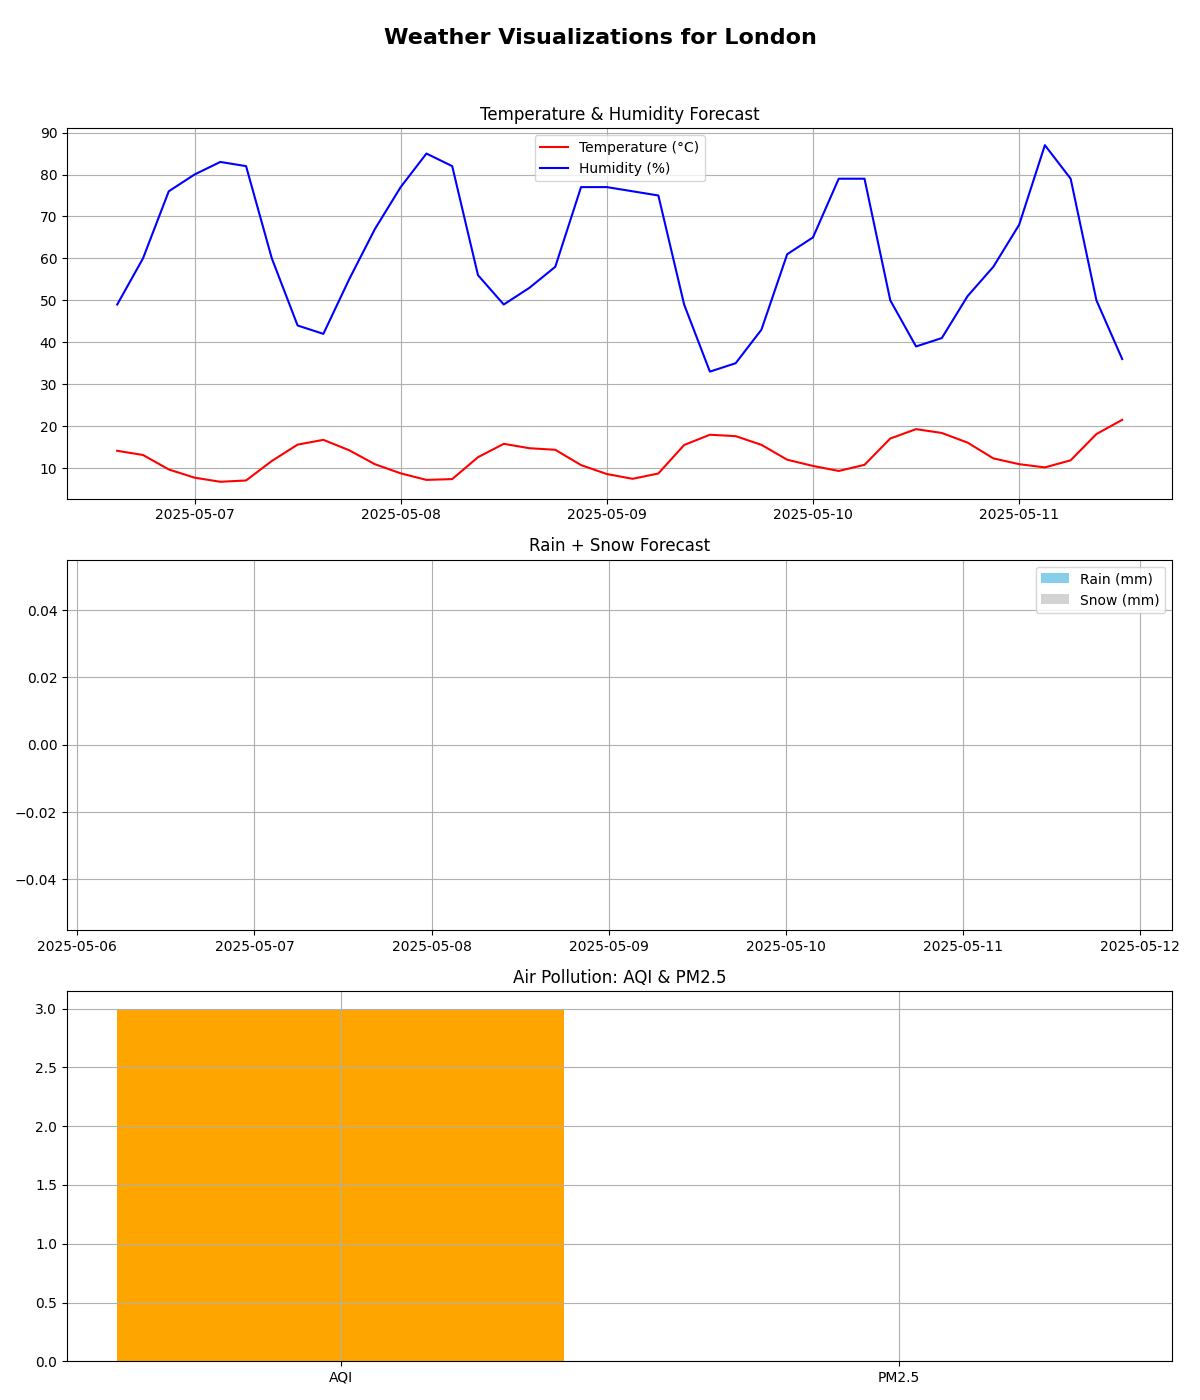 Weather Visualizations for London
Temperature & Humidity Forecast
Temperature (°C)
Humidity (%)
90
80
70
60
50
40
30
20
10
2025-05-07 2025-05-08 2025-05-09 2025-05-10 2025-05-11
Rain + Snow Forecast
Rain (mm)
Snow (mm)
0.04
0.02
0.00
−0.02
−0.04
2025-05-06 2025-05-07 2025-05-08 2025-05-09 2025-05-10 2025-05-11 2025-05-12
Air Pollution: AQI & PM2.5
3.0
2.5
2.0
1.5
1.0
0.5
0.0
AQI PM2.5